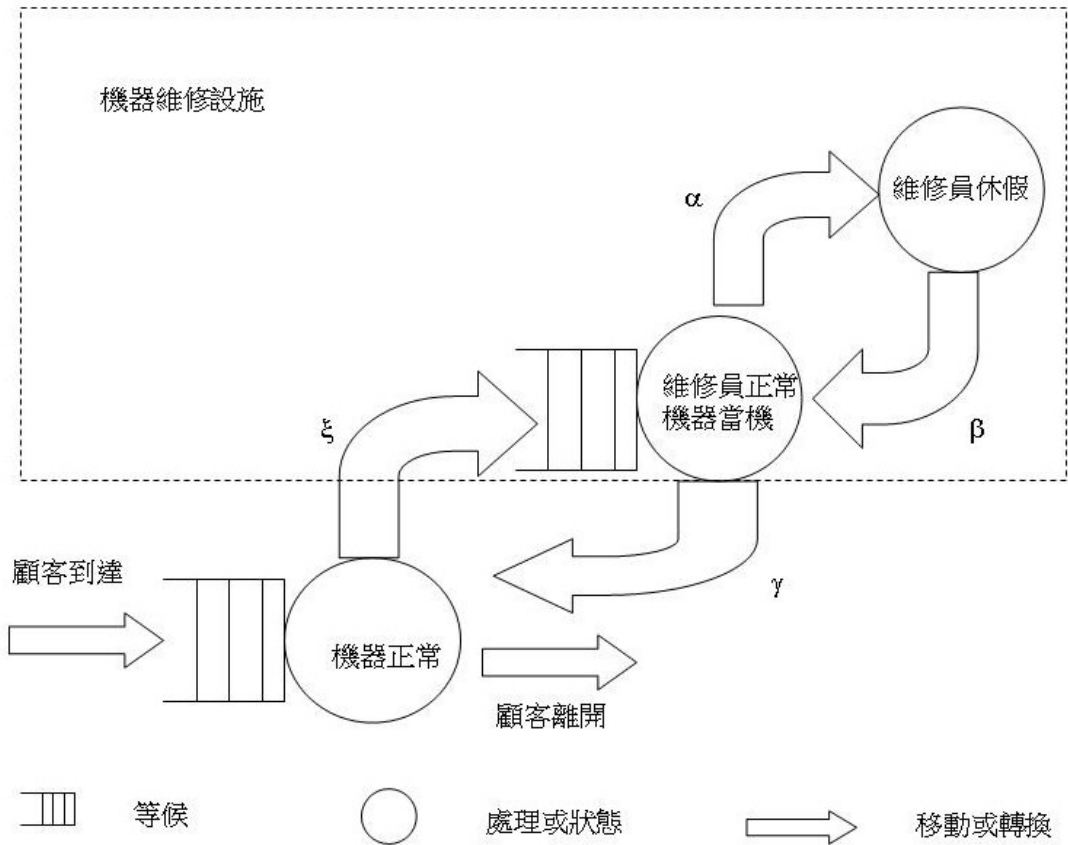 機器維修設施
維修員休假
α
維修員正常
機器當機
β
ξ
γ
顧客到達
機器正常
顧客離開
等候
處理或狀態
移動或轉換